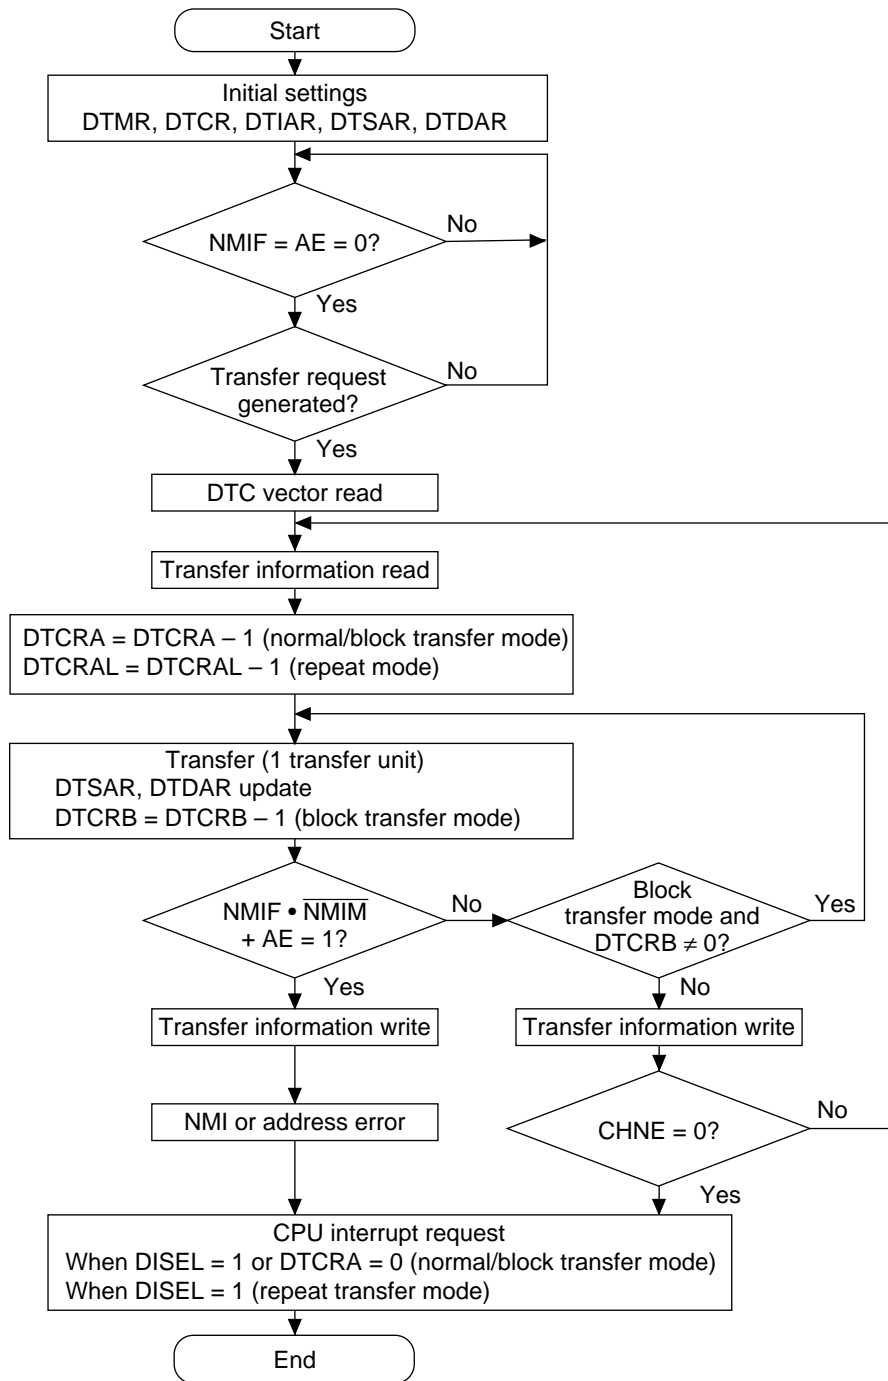 Start
Initial settings
DTMR, DTCR, DTIAR, DTSAR, DTDAR
NMIF = AE = 0?
No
Yes
Transfer request
generated?
No
Yes
DTC vector read
Transfer information read
DTCRA = DTCRA – 1 (normal/block transfer mode)
DTCRAL = DTCRAL – 1 (repeat mode)
Transfer (1 transfer unit)
DTSAR, DTDAR update
DTCRB = DTCRB – 1 (block transfer mode)
NMIF • N̅M̅I̅M̅
+ AE = 1?
No
Yes
Block
transfer mode and
DTCRB ≠ 0?
Yes
No
Transfer information write
Transfer information write
NMI or address error
CHNE = 0?
No
Yes
CPU interrupt request
When DISEL = 1 or DTCRA = 0 (normal/block transfer mode)
When DISEL = 1 (repeat transfer mode)
End